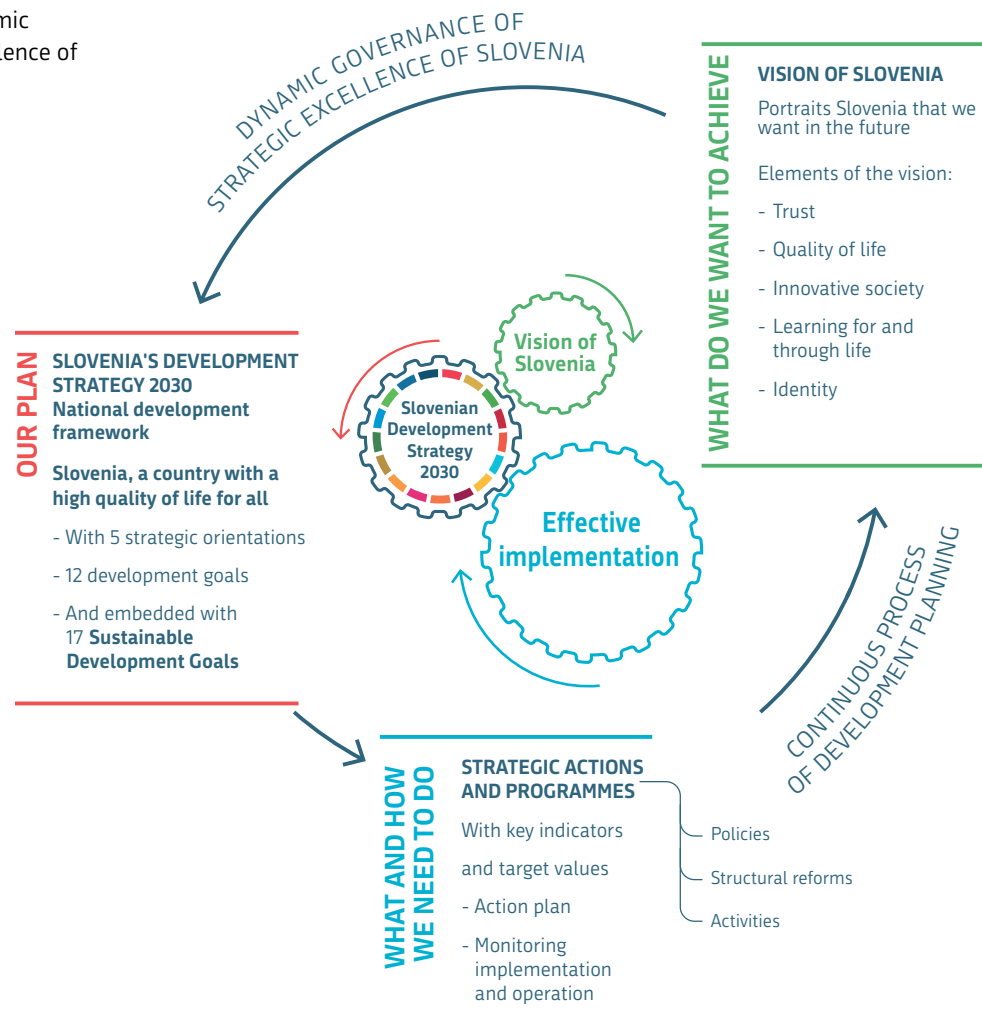 mic
lence of
DYNAMIC GOVERNANCE OF
STRATEGIC EXCELLENCE OF SLOVENIA
WHAT DO WE WANT TO ACHIEVE
VISION OF SLOVENIA
Portraits Slovenia that we
want in the future
Elements of the vision:
- Trust
- Quality of life
- Innovative society
- Learning for and
through life
- Identity
OUR PLAN
SLOVENIA'S DEVELOPMENT
STRATEGY 2030
National development
framework
Slovenia, a country with a
high quality of life for all
- With 5 strategic orientations
- 12 development goals
- And embedded with
17 Sustainable
Development Goals
Vision of
Slovenia
Slovenian
Development
Strategy
2030
Effective
implementation
CONTINUOUS PROCESS
OF DEVELOPMENT PLANNING
WHAT AND HOW
WE NEED TO DO
STRATEGIC ACTIONS
AND PROGRAMMES
With key indicators
and target values
- Action plan
- Monitoring
implementation
and operation
Policies
Structural reforms
Activities